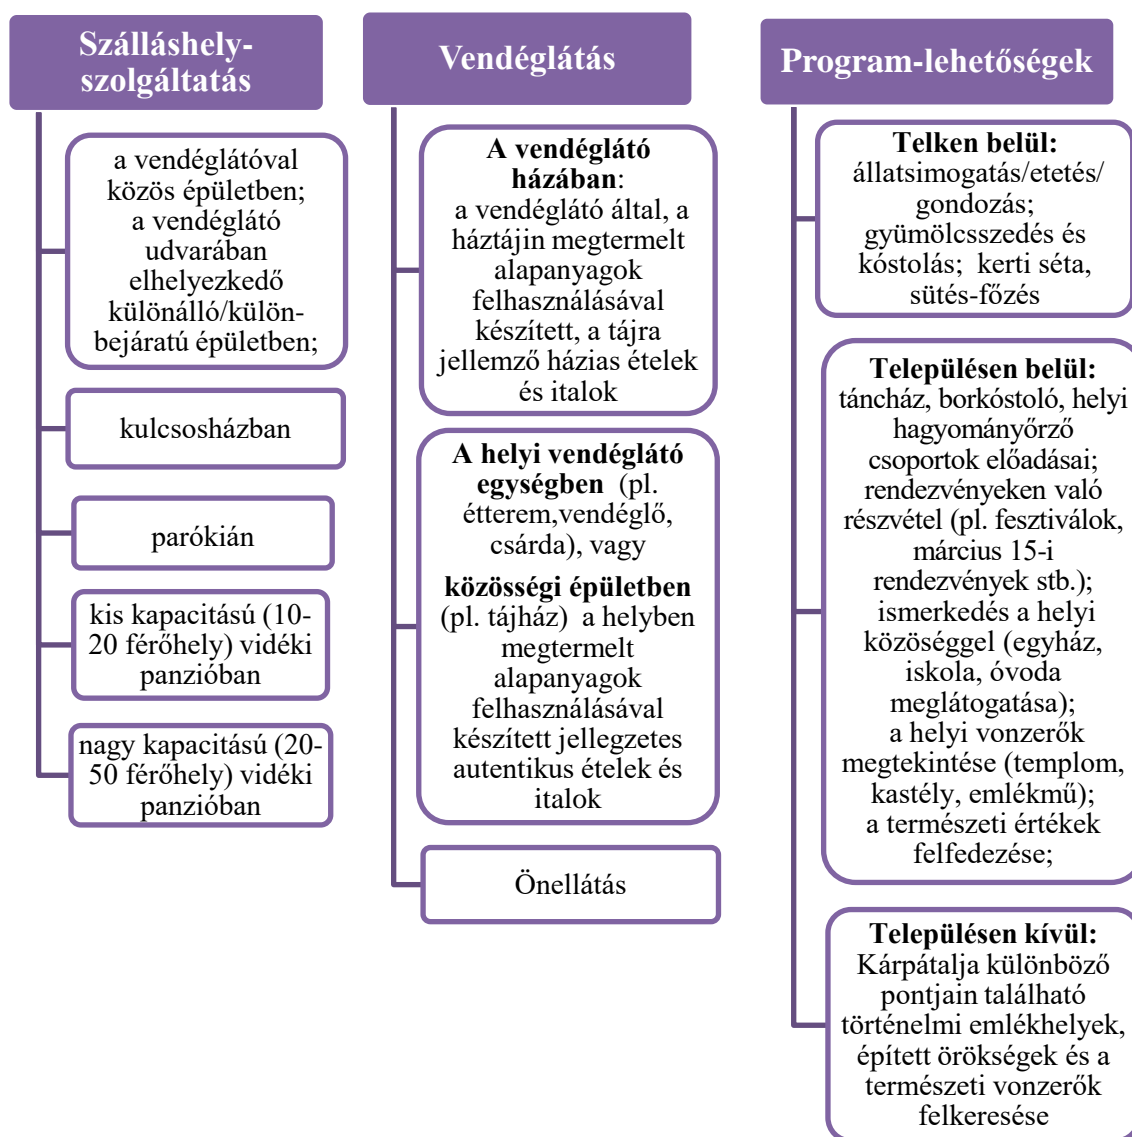 Szálláshely-
szolgáltatás
a vendéglátóval
közös épületben;
a vendéglátó
udvarában
elhelyezkedő
különálló/külön-
bejáratú épületben;
kulcsosházban
parókián
kis kapacitású (10-
20 férőhely) vidéki
panzióban
nagy kapacitású (20-
50 férőhely) vidéki
panzióban
Vendéglátás
A vendéglátó
házában:
a vendéglátó által, a
háztájin megtermelt
alapanyagok
felhasználásával
készített, a tájra
jellemző házias ételek
és italok
A helyi vendéglátó
egységben (pl.
étterem,vendéglő,
csárda), vagy
közösségi épületben
(pl. tájház) a helyben
megtermelt
alapanyagok
felhasználásával
készített jellegzetes
autentikus ételek és
italok
Önellátás
Program-lehetőségek
Telken belül:
állatsimogatás/etetés/
gondozás;
gyümölcsszedés és
kóstolás; kerti séta,
sütés-főzés
Településen belül:
táncház, borkóstoló, helyi
hagyományőrző
csoportok előadásai;
rendezvényeken való
részvétel (pl. fesztiválok,
március 15-i
rendezvények stb.);
ismerkedés a helyi
közöséggel (egyház,
iskola, óvoda
meglátogatása);
a helyi vonzerők
megtekintése (templom,
kastély, emlékmű);
a természeti értékek
felfedezése;
Településen kívül:
Kárpátalja különböző
pontjain található
történelmi emlékhelyek,
épített örökségek és a
természeti vonzerők
felkeresése